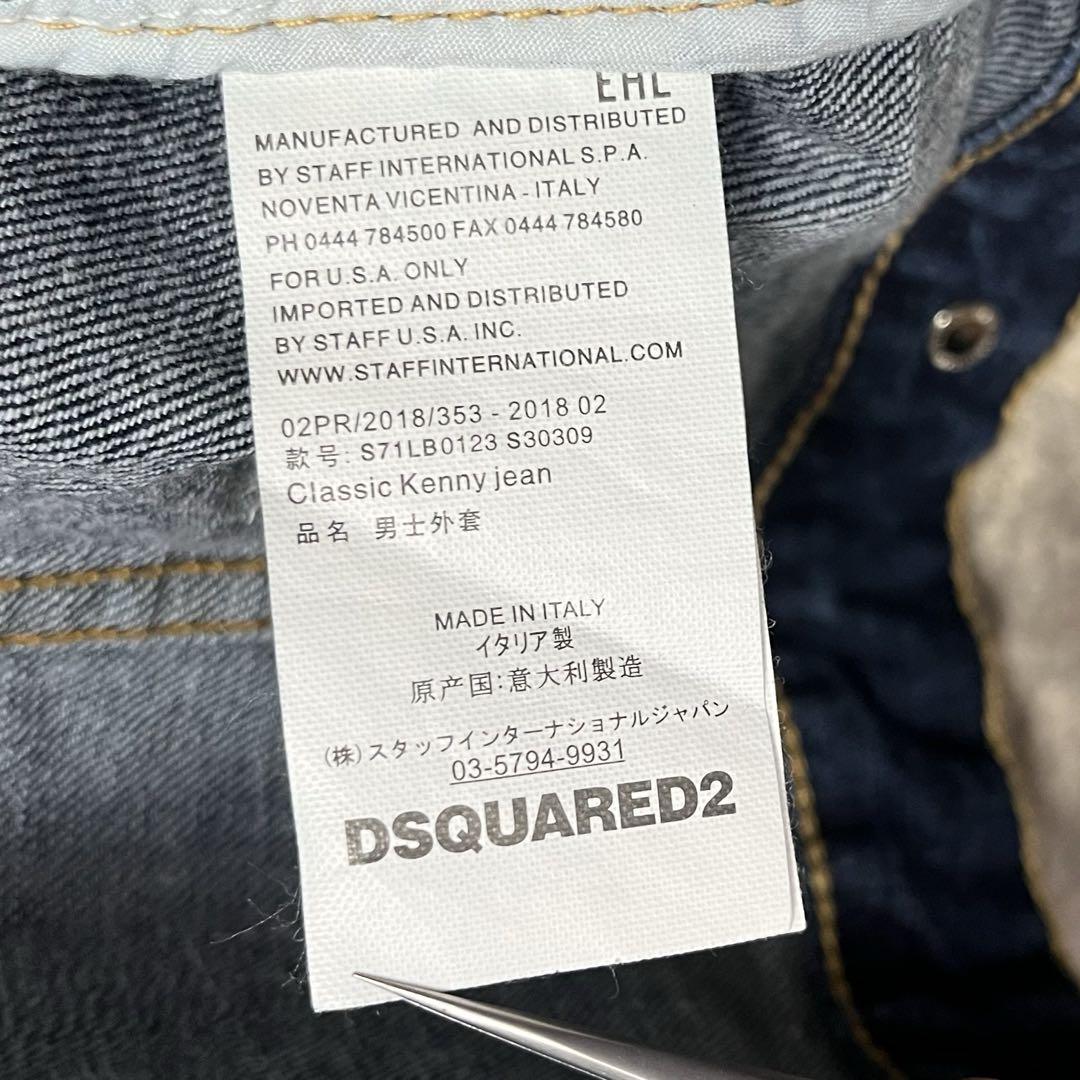 EAC
MANUFACTURED AND DISTRIBUTED
BY STAFF INTERNATIONAL S.P.A.
NOVENTA VICENTINA - ITALY
PH 0444 784500 FAX 0444 784580
FOR U.S.A. ONLY
IMPORTED AND DISTRIBUTED
BY STAFF U.S.A. INC.
WWW.STAFFINTERNATIONAL.COM
02PR/2018/353 - 2018 02
款号: S71LB0123 S30309
Classic Kenny jean
品名 男士外套
MADE IN ITALY
イタリア製
原产国:意大利製造
(株)スタッフインターナショナルジャパン
03-5794-9931
DSQUARED2